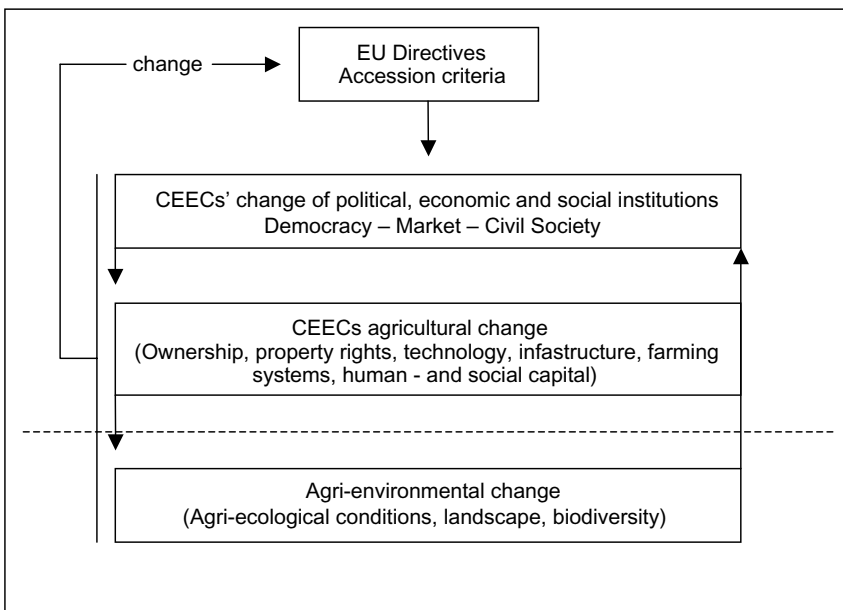 change
EU Directives
Accession criteria
CEECs’ change of political, economic and social institutions
Democracy – Market – Civil Society
CEECs agricultural change
(Ownership, property rights, technology, infastructure, farming
systems, human - and social capital)
Agri-environmental change
(Agri-ecological conditions, landscape, biodiversity)